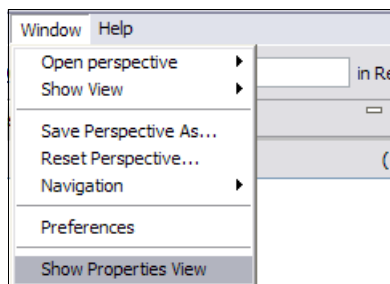 Window Help
Open perspective
in Re
Show View
Save Perspective As...
Reset Perspective...
(
Navigation
Preferences
Show Properties View